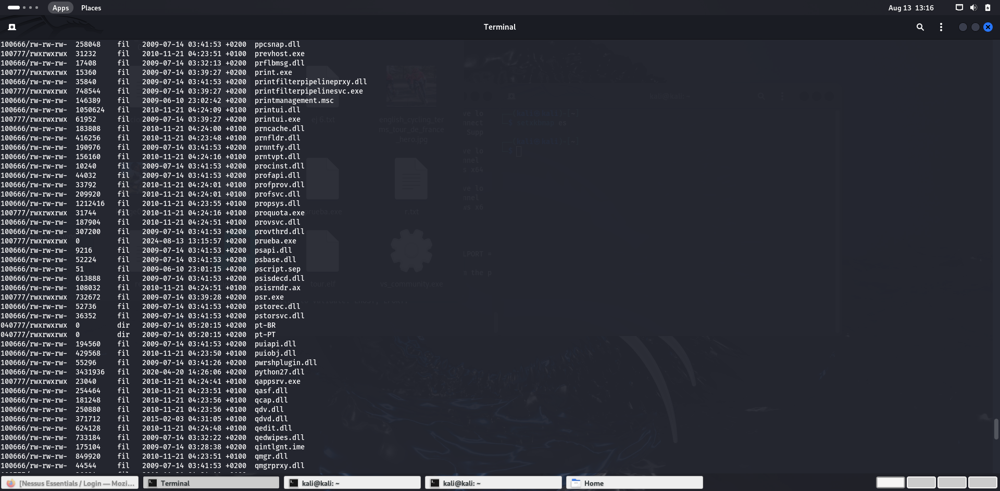 Apps Places Aug 13 13:16
Terminal
100666/rw-rw-rw- 258048 fil 2009-07-14 03:41:53 +0200 ppcsnap.dll
100777/rwxrwxrwx 31232 fil 2010-11-21 04:23:51 +0100 prevhost.exe
100666/rw-rw-rw- 17408 fil 2009-07-14 03:32:13 +0200 prflbmsg.dll
100777/rwxrwxrwx 15360 fil 2009-07-14 03:39:27 +0200 print.exe
100666/rw-rw-rw- 35840 fil 2009-07-14 03:41:53 +0200 printfilterpipelineprxy.dll
100777/rwxrwxrwx 748544 fil 2009-07-14 03:39:27 +0200 printfilterpipelinesvc.exe
100666/rw-rw-rw- 146389 fil 2009-06-10 23:02:42 +0200 printmanagement.msc
100666/rw-rw-rw- 1050624 fil 2010-11-21 04:24:09 +0100 printui.dll
100777/rwxrwxrwx 61952 fil 2009-07-14 03:39:27 +0200 printui.exe
100666/rw-rw-rw- 183808 fil 2010-11-21 04:24:00 +0100 prncache.dll
100666/rw-rw-rw- 416256 fil 2010-11-21 04:23:48 +0100 prnfldr.dll
100666/rw-rw-rw- 190976 fil 2009-07-14 03:41:53 +0200 prnntfy.dll
100666/rw-rw-rw- 156160 fil 2010-11-21 04:24:16 +0100 prntvpt.dll
100666/rw-rw-rw- 10240 fil 2009-07-14 03:41:53 +0200 procinst.dll
100666/rw-rw-rw- 44032 fil 2009-07-14 03:41:53 +0200 profapi.dll
100666/rw-rw-rw- 33792 fil 2010-11-21 04:24:01 +0100 profprov.dll
100666/rw-rw-rw- 209920 fil 2010-11-21 04:24:01 +0100 profsvc.dll
100666/rw-rw-rw- 1212416 fil 2010-11-21 04:23:55 +0100 propsys.dll
100777/rwxrwxrwx 31744 fil 2010-11-21 04:24:16 +0100 proquota.exe
100666/rw-rw-rw- 187904 fil 2010-11-21 04:24:51 +0100 provsvc.dll
100666/rw-rw-rw- 307200 fil 2009-07-14 03:41:53 +0200 provthrd.dll
100777/rwxrwxrwx 0 fil 2024-08-13 13:15:57 +0200 prueba.exe
100666/rw-rw-rw- 9216 fil 2009-07-14 03:41:53 +0200 psapi.dll
100666/rw-rw-rw- 52224 fil 2009-07-14 03:41:53 +0200 psbase.dll
100666/rw-rw-rw- 51 fil 2009-06-10 23:01:15 +0200 pscript.sep
100666/rw-rw-rw- 613888 fil 2009-07-14 03:41:53 +0200 psisdecd.dll
100666/rw-rw-rw- 108032 fil 2010-11-21 04:24:51 +0100 psisrndr.ax
100777/rwxrwxrwx 732672 fil 2009-07-14 03:39:28 +0200 psr.exe
100666/rw-rw-rw- 52736 fil 2009-07-14 03:41:53 +0200 pstorec.dll
100666/rw-rw-rw- 36352 fil 2009-07-14 03:41:53 +0200 pstorsvc.dll
040777/rwxrwxrwx 0 dir 2009-07-14 05:20:15 +0200 pt-BR
040777/rwxrwxrwx 0 dir 2009-07-14 05:20:15 +0200 pt-PT
100666/rw-rw-rw- 194560 fil 2009-07-14 03:41:53 +0200 puiapi.dll
100666/rw-rw-rw- 429568 fil 2010-11-21 04:23:50 +0100 puiobj.dll
100666/rw-rw-rw- 55296 fil 2009-07-14 03:41:26 +0200 pwrshplugin.dll
100666/rw-rw-rw- 3431936 fil 2020-04-20 14:26:06 +0200 python27.dll
100777/rwxrwxrwx 23040 fil 2010-11-21 04:24:41 +0100 qappsrv.exe
100666/rw-rw-rw- 254464 fil 2010-11-21 04:23:51 +0100 qasf.dll
100666/rw-rw-rw- 181248 fil 2010-11-21 04:23:56 +0100 qcap.dll
100666/rw-rw-rw- 250880 fil 2010-11-21 04:23:56 +0100 qdv.dll
100666/rw-rw-rw- 371712 fil 2015-02-03 04:31:05 +0100 qdvd.dll
100666/rw-rw-rw- 624128 fil 2010-11-21 04:24:48 +0100 qedit.dll
100666/rw-rw-rw- 733184 fil 2009-07-14 03:32:22 +0200 qedwipes.dll
100666/rw-rw-rw- 175104 fil 2009-07-14 03:28:38 +0200 qintlgnt.ime
100666/rw-rw-rw- 849920 fil 2010-11-21 04:23:51 +0100 qmgr.dll
100666/rw-rw-rw- 44544 fil 2009-07-14 03:41:53 +0200 qmgrprxy.dll
[Nessus Essentials / Login — Mozi... Terminal kali@kali: ~ kali@kali: ~ Home